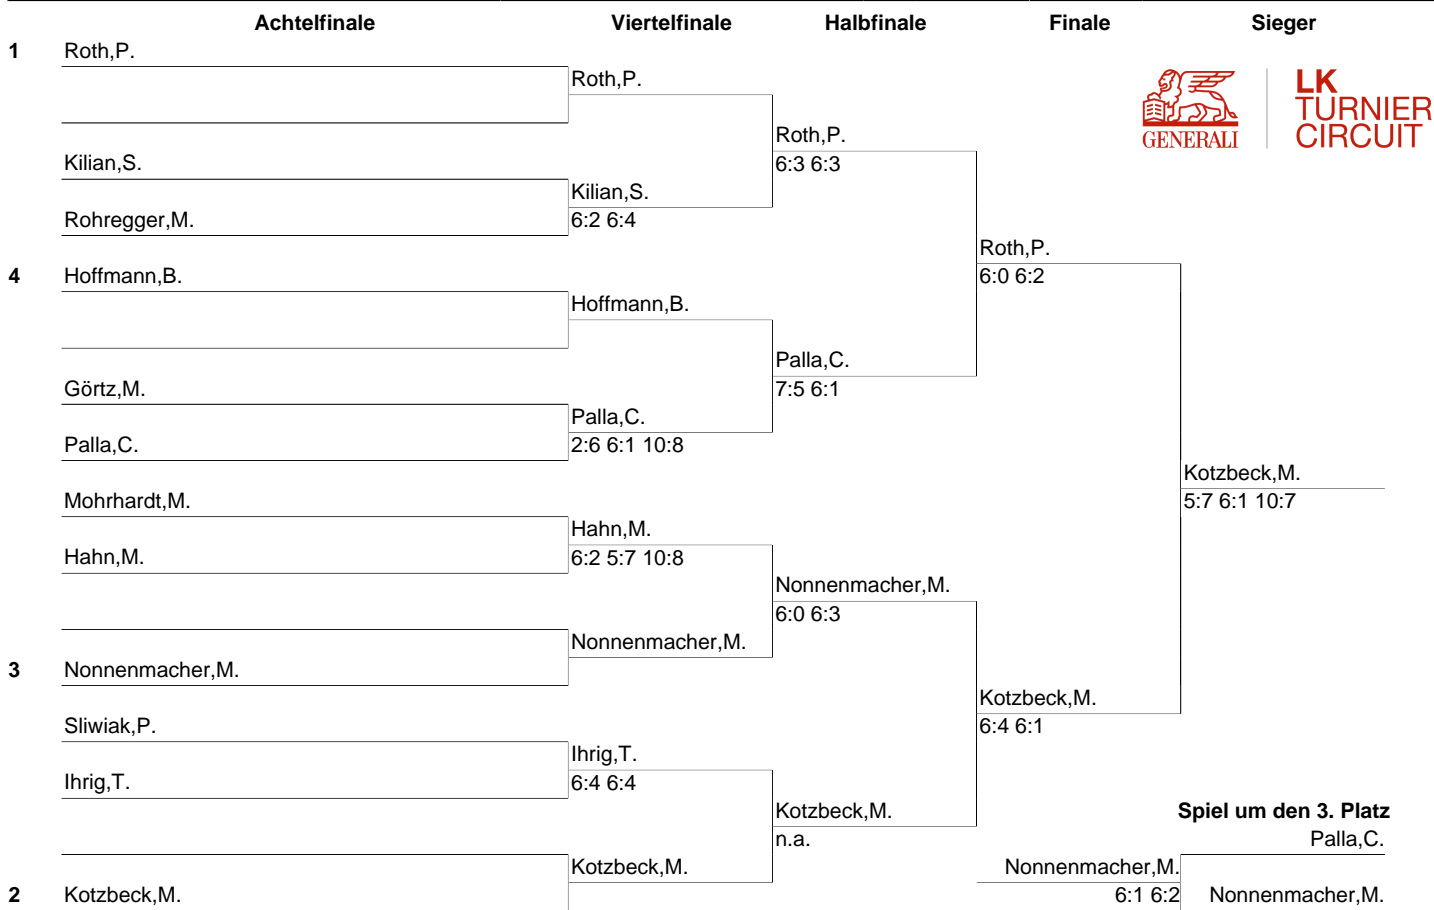 Achtelfinale Viertelfinale Halbfinale Finale Sieger
1 Roth,P.
Roth,P.
GENERALI
LK
TURNIER
CIRCUIT
Roth,P.
Kilian,S.
6:3 6:3
Kilian,S.
Rohregger,M.
6:2 6:4
Roth,P.
4 Hoffmann,B.
6:0 6:2
Hoffmann,B.
Palla,C.
Görtz,M.
7:5 6:1
Palla,C.
Palla,C.
2:6 6:1 10:8
Kotzbeck,M.
Mohrhardt,M.
5:7 6:1 10:7
Hahn,M.
Hahn,M.
6:2 5:7 10:8
Nonnenmacher,M.
6:0 6:3
Nonnenmacher,M.
3 Nonnenmacher,M.
Kotzbeck,M.
Sliwiak,P.
6:4 6:1
Ihrig,T.
Ihrig,T.
6:4 6:4
Kotzbeck,M.
Spiel um den 3. Platz
n.a.
Palla,C.
Kotzbeck,M.
Nonnenmacher,M.
2 Kotzbeck,M.
6:1 6:2
Nonnenmacher,M.